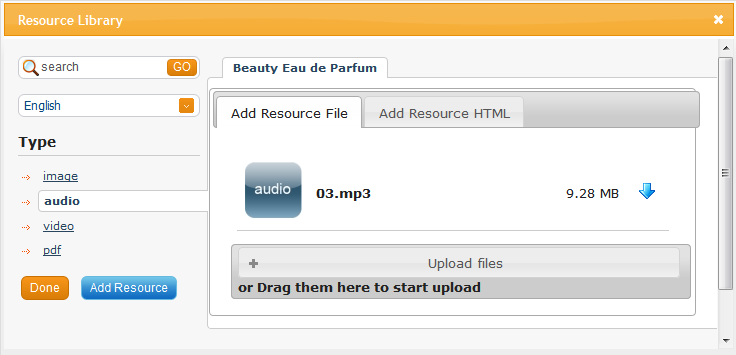 Resource Library
search
GO
English
Type
image
audio
video
pdf
Done
Add Resource
Beauty Eau de Parfum
Add Resource File
Add Resource HTML
audio
03.mp3
9.28 MB
Upload files
or Drag them here to start upload